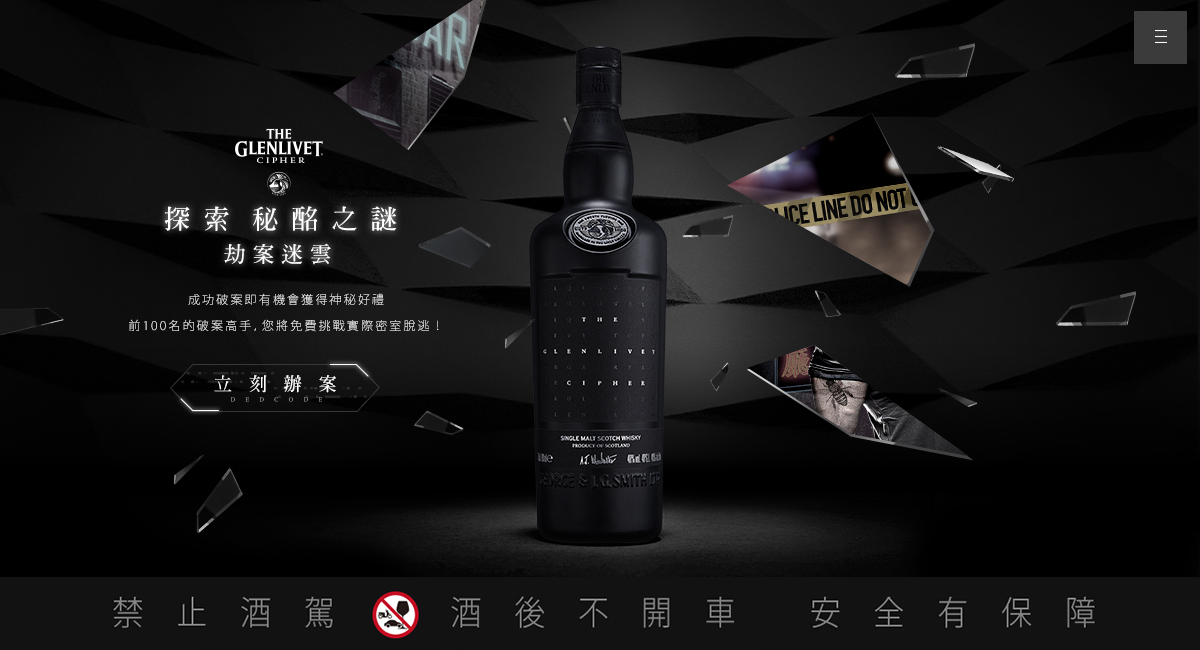 AR
THE
GLENLIVET
CIPHER
探索 秘酩之謎
劫案迷雲
成功破案即有機會獲得神秘好禮
前100名的破案高手, 您將免費挑戰實際密室脫逃！
立刻辦案
DEDCODE
LICE LINE DO NOT
THE
GLENLIVET
CIPHER
SINGLE MALT SCOTCH WHISKY
PRODUCT OF SCOTLAND
GEORGE & J.G. SMITH
禁止酒駕 酒後不開車 安全有保障